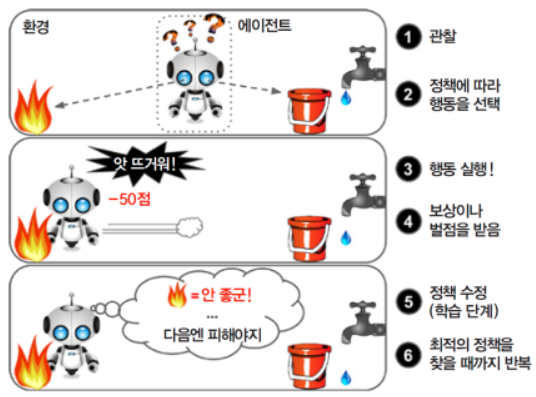 환경
에이전트
? ? ?
1 관찰
2 정책에 따라
행동을 선택
앗 뜨거워!
-50점
3 행동 실행!
4 보상이나
벌점을 받음
= 안 좋군!
...
다음엔 피해야지
5 정책 수정
(학습 단계)
6 최적의 정책을
찾을 때까지 반복